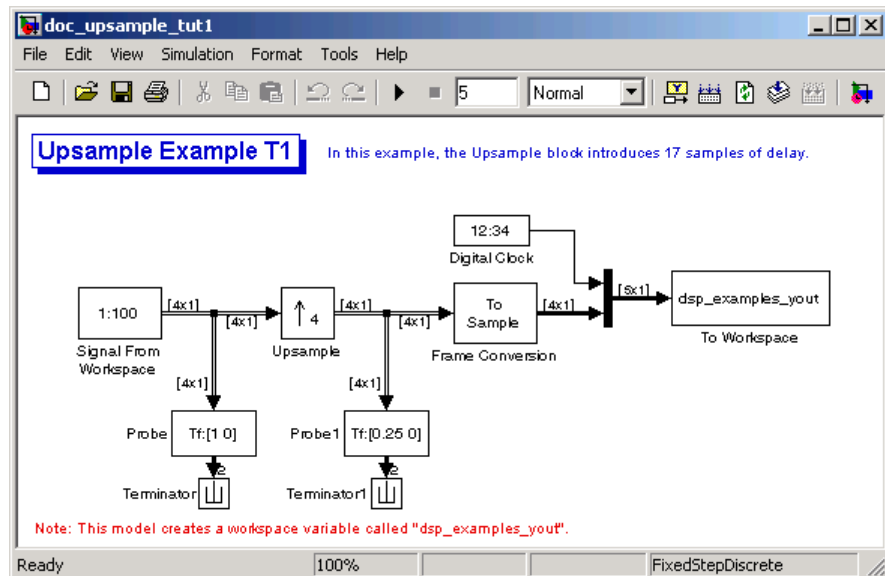 doc_upsample_tut1
File Edit View Simulation Format Tools Help
5 Normal
Upsample Example T1
In this example, the Upsample block introduces 17 samples of delay.
12:34
Digital Clock
1:100
Signal From
Workspace
[4x1]
[4x1]
4
Upsample
[4x1]
[4x1]
To
Sample
Frame Conversion
[4x1]
[5x1]
dsp_examples_yout
To Workspace
[4x1]
[4x1]
Probe
Tf:[1 0]
Probe1
Tf:[0.25 0]
2
2
Terminator
Terminator1
Note: This model creates a workspace variable called "dsp_examples_yout".
Ready 100% FixedStepDiscrete